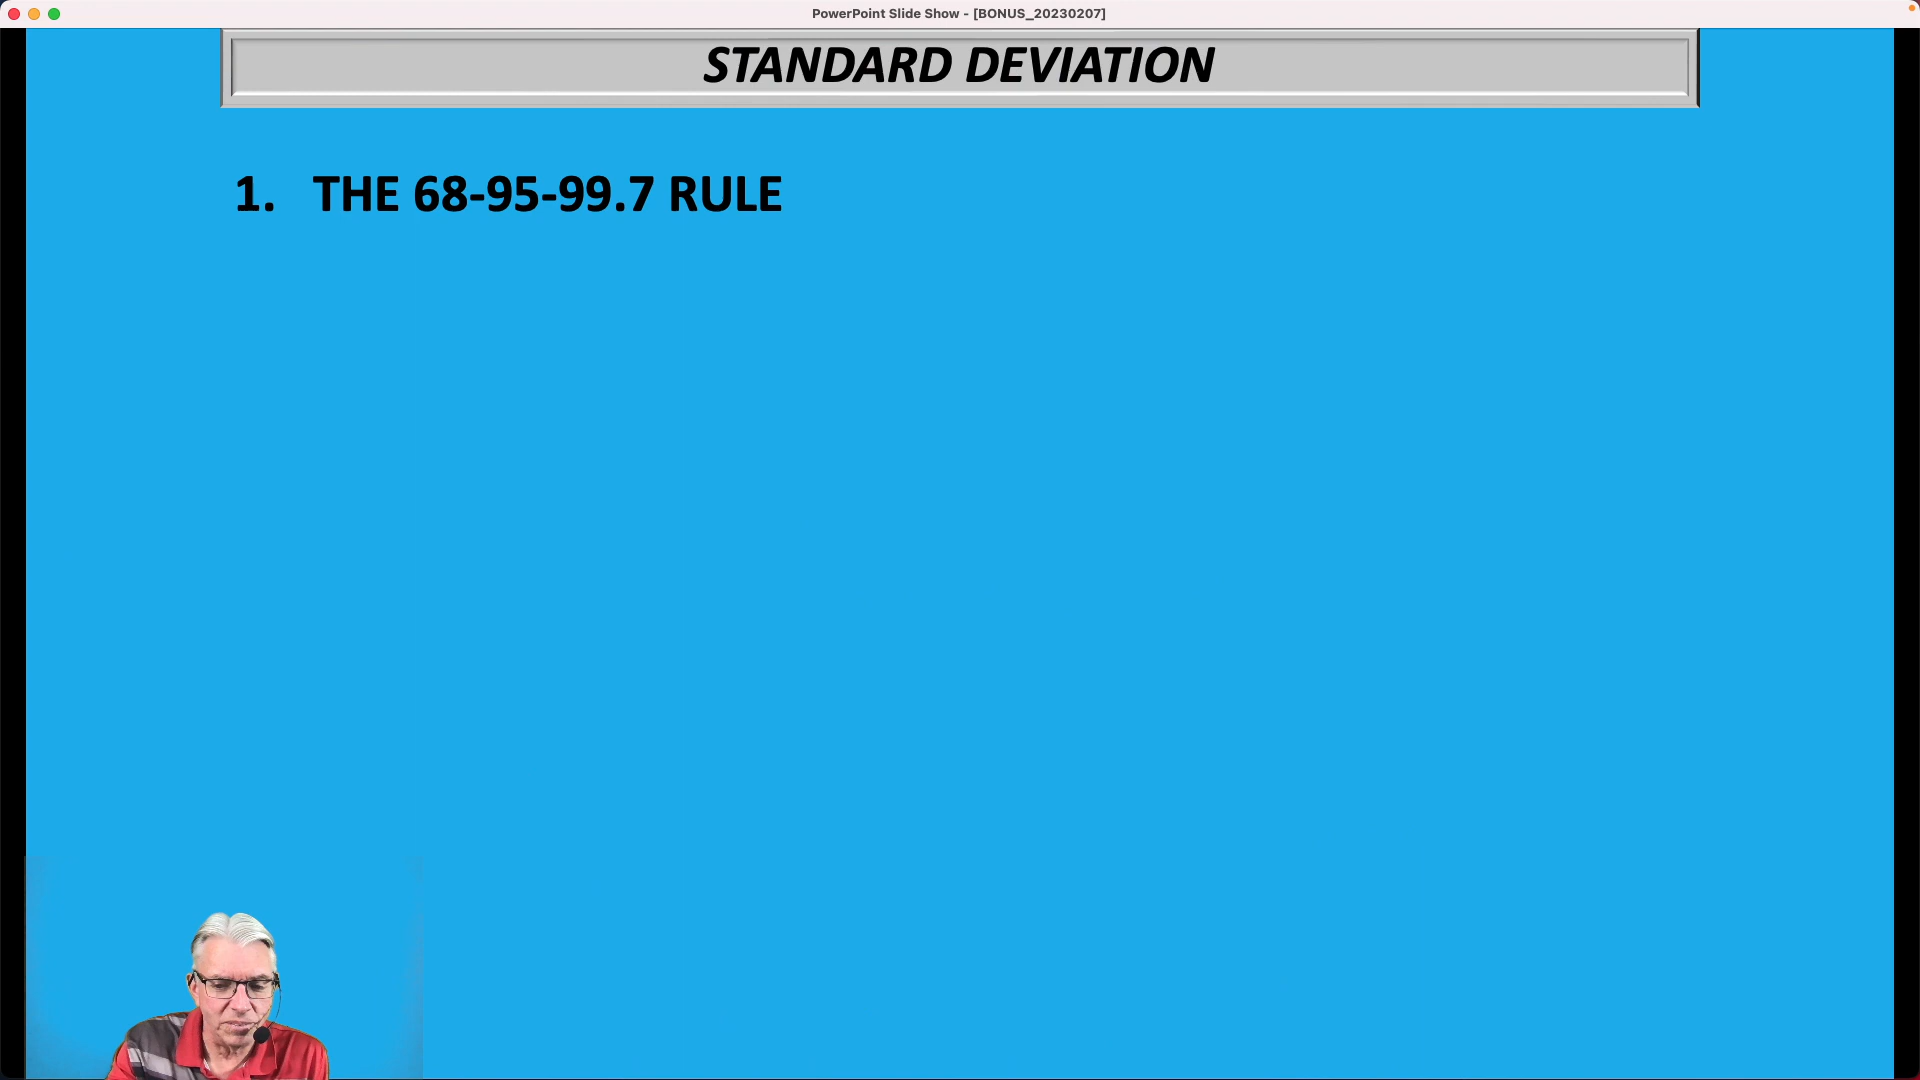 PowerPoint Slide Show - [BONUS_20230207]
STANDARD DEVIATION
1. THE 68-95-99.7 RULE